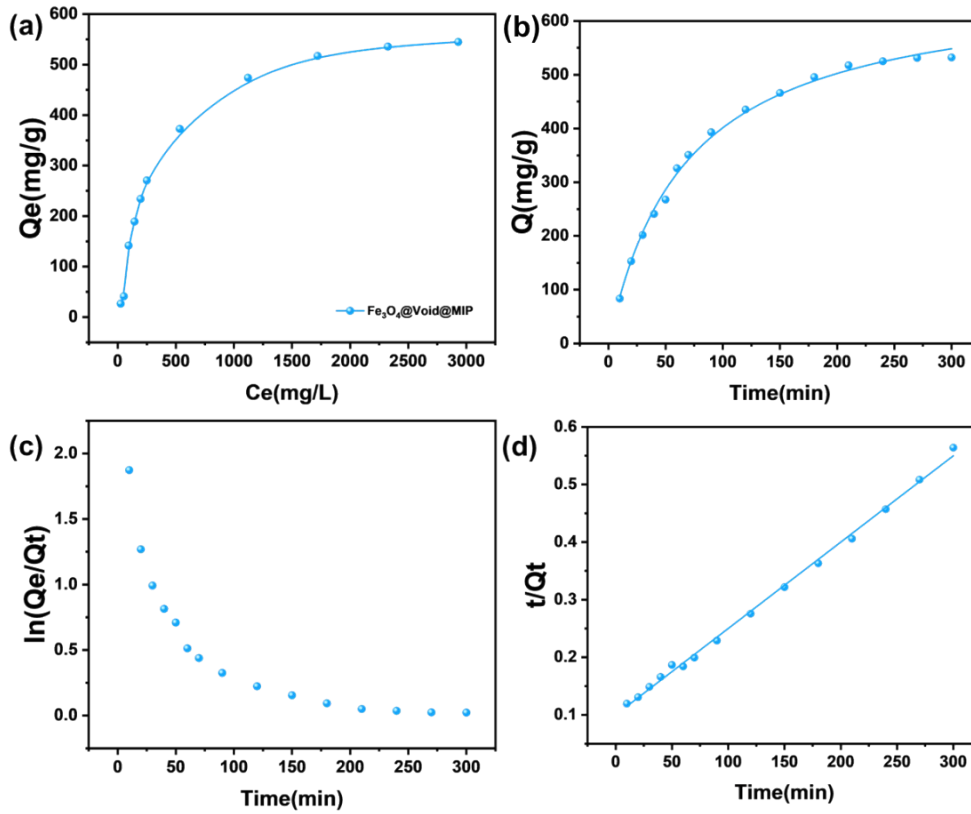 (a)
600
500
400
300
200
100
0
Qe(mg/g)
0 500 1000 1500 2000 2500 3000
Ce(mg/L)
Fe₃O₄@Void@MIP
(b)
600
500
400
300
200
100
0
Q(mg/g)
0 50 100 150 200 250 300
Time(min)
(c)
2.0
1.5
1.0
0.5
0.0
ln(Qe/Qt)
0 50 100 150 200 250 300
Time(min)
(d)
0.6
0.5
0.4
0.3
0.2
0.1
t/Qt
0 50 100 150 200 250 300
Time(min)